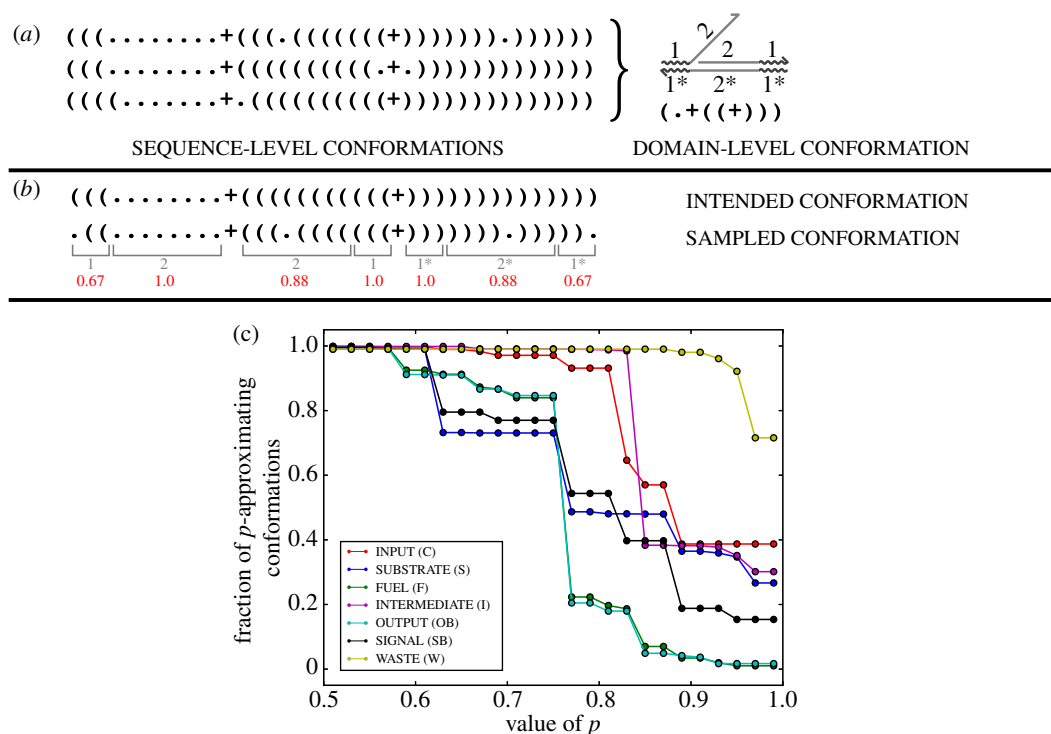 (a)
(((........+(((.(((((((+))))))).))))))
(((........+((((((((((.+.)))))))))))))
((((.......+.((((((((((+))))))))))))))
2
1 2 1
1* 2* 1*
(.+((+)))
SEQUENCE-LEVEL CONFORMATIONS
DOMAIN-LEVEL CONFORMATION
(b)
(((........+(((((((((((+))))))))))))))
INTENDED CONFORMATION
.((........+(((.(((((((+))))))).))))).
SAMPLED CONFORMATION
1 2 2 1 1* 2* 1*
0.67 1.0 0.88 1.0 1.0 0.88 0.67
(c)
1.0
0.8
0.6
0.4
0.2
0
fraction of p-approximating
conformations
INPUT (C)
SUBSTRATE (S)
FUEL (F)
INTERMEDIATE (I)
OUTPUT (OB)
SIGNAL (SB)
WASTE (W)
0.5 0.6 0.7 0.8 0.9 1.0
value of p